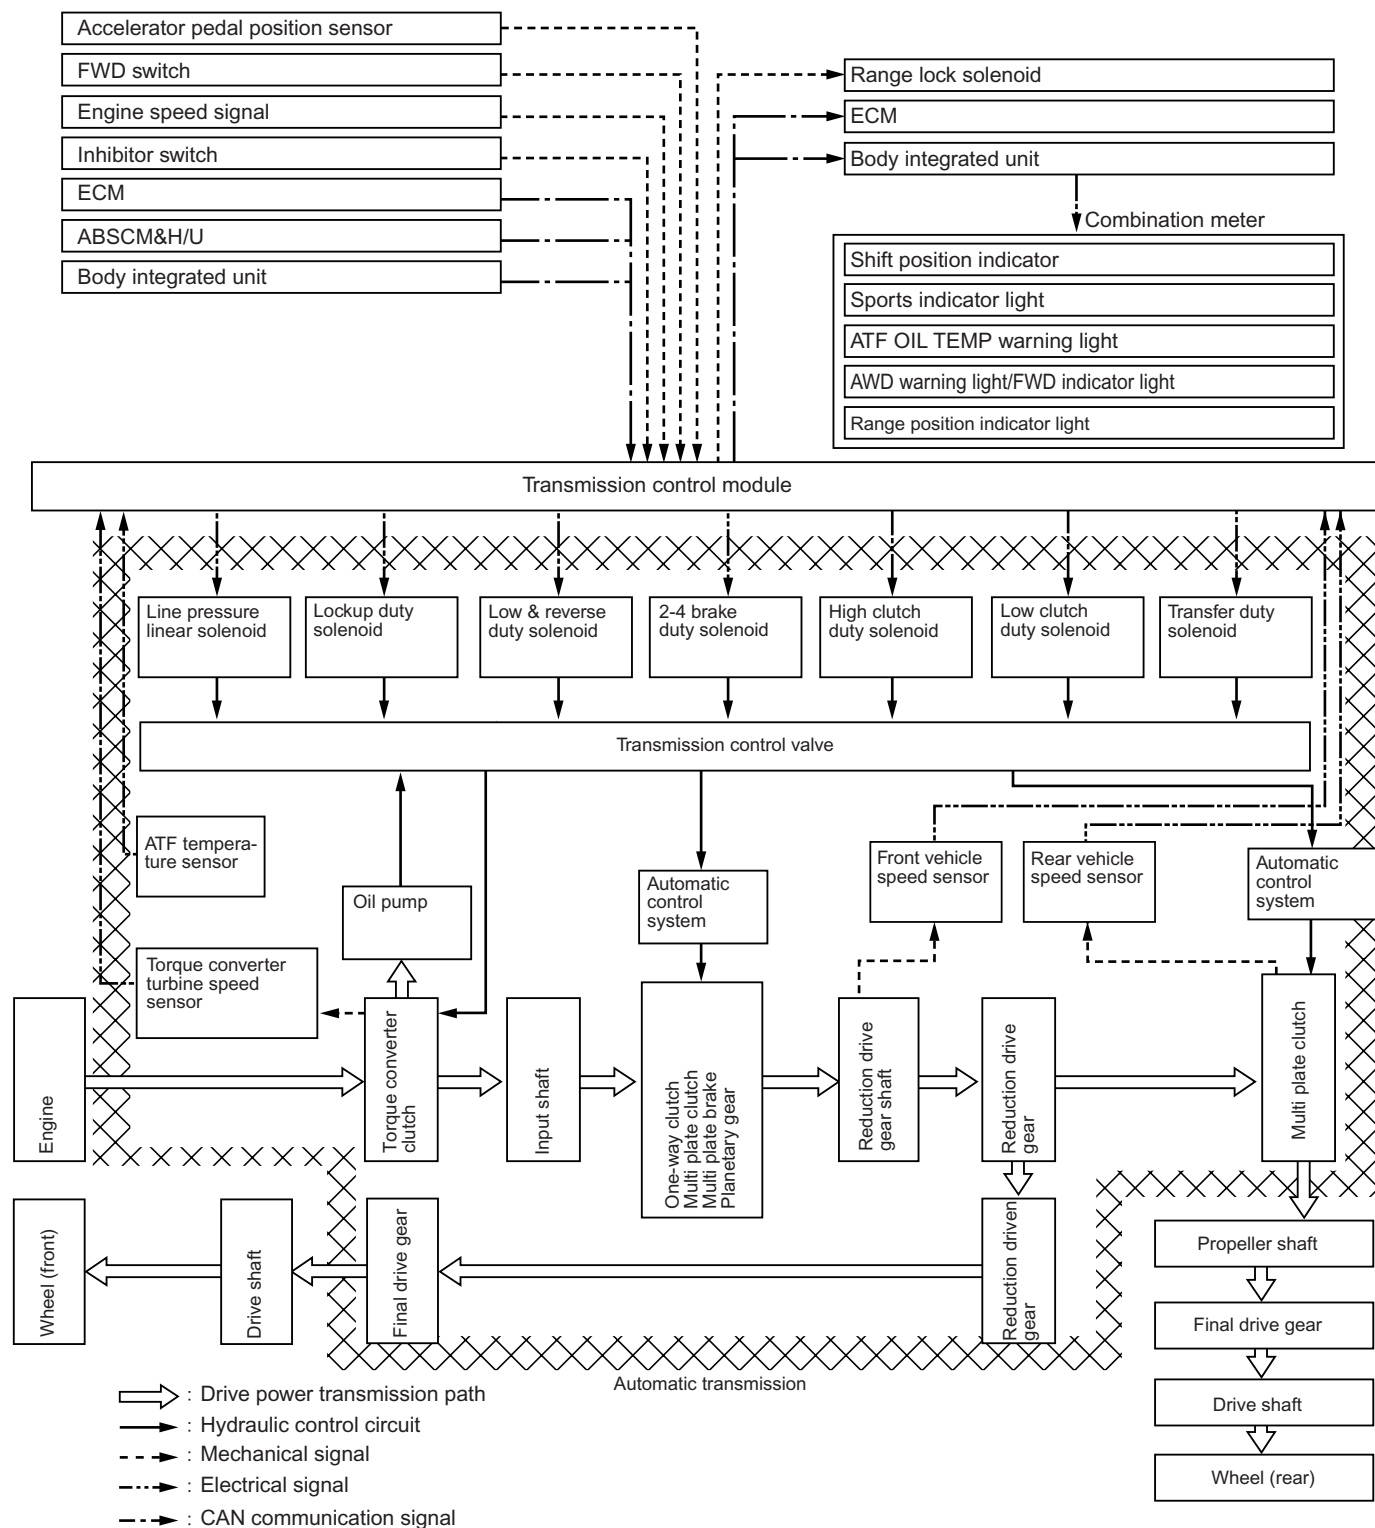 Accelerator pedal position sensor
FWD switch
Engine speed signal
Inhibitor switch
ECM
ABSCM&H/U
Body integrated unit
Range lock solenoid
ECM
Body integrated unit
Combination meter
Shift position indicator
Sports indicator light
ATF OIL TEMP warning light
AWD warning light/FWD indicator light
Range position indicator light
Transmission control module
Line pressure
linear solenoid
Lockup duty
solenoid
Low & reverse
duty solenoid
2-4 brake
duty solenoid
High clutch
duty solenoid
Low clutch
duty solenoid
Transfer duty
solenoid
Transmission control valve
ATF tempera-
ture sensor
Oil pump
Automatic
control
system
Front vehicle
speed sensor
Rear vehicle
speed sensor
Automatic
control
system
Torque converter
turbine speed
sensor
Engine
Torque converter
clutch
Input shaft
One-way clutch
Multi plate clutch
Multi plate brake
Planetary gear
Reduction drive
gear shaft
Reduction drive
gear
Multi plate clutch
Wheel (front)
Drive shaft
Final drive gear
Reduction driven
gear
Propeller shaft
Final drive gear
Drive shaft
Wheel (rear)
Automatic transmission
: Drive power transmission path
: Hydraulic control circuit
: Mechanical signal
: Electrical signal
: CAN communication signal